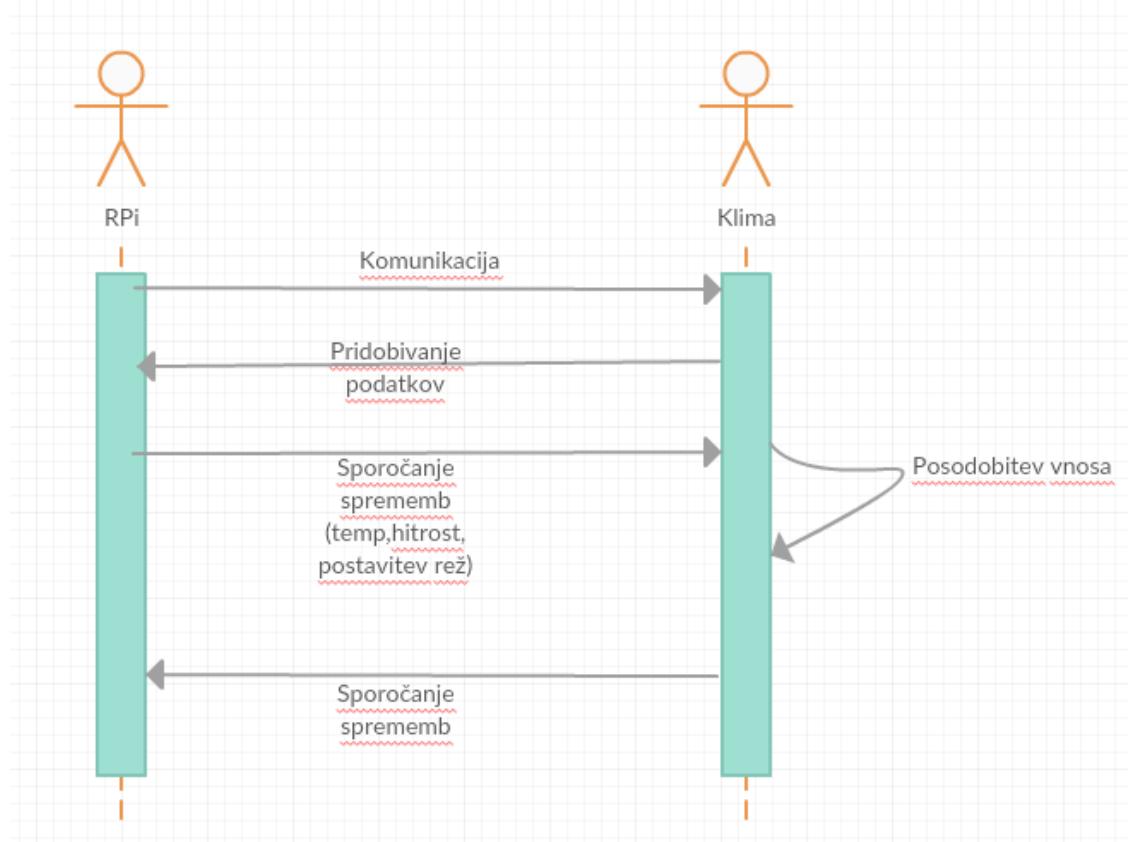 RPi
Klima
Komunikacija
Pridobivanje
podatkov
Sporočanje
sprememb
(temp,hitrost,
postavitev rež)
Posodobitev vnosa
Sporočanje
sprememb